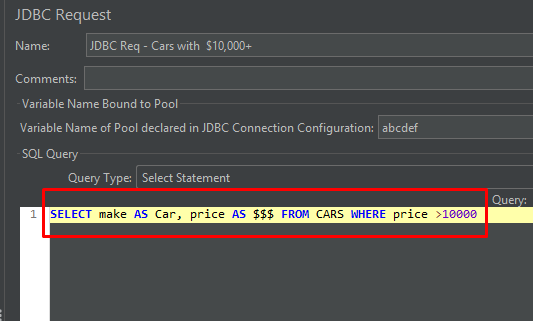 JDBC Request
Name: JDBC Req - Cars with $10,000+
Comments:
Variable Name Bound to Pool
Variable Name of Pool declared in JDBC Connection Configuration: abcdef
SQL Query
Query Type: Select Statement
Query:
1 SELECT make AS Car, price AS $$$ FROM CARS WHERE price >10000